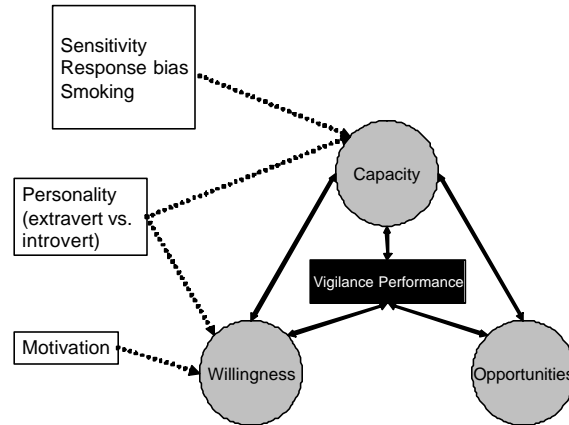 Sensitivity
Response bias
Smoking
Capacity
Personality
(extravert vs.
introvert)
Vigilance Performance
Motivation
Willingness
Opportunities